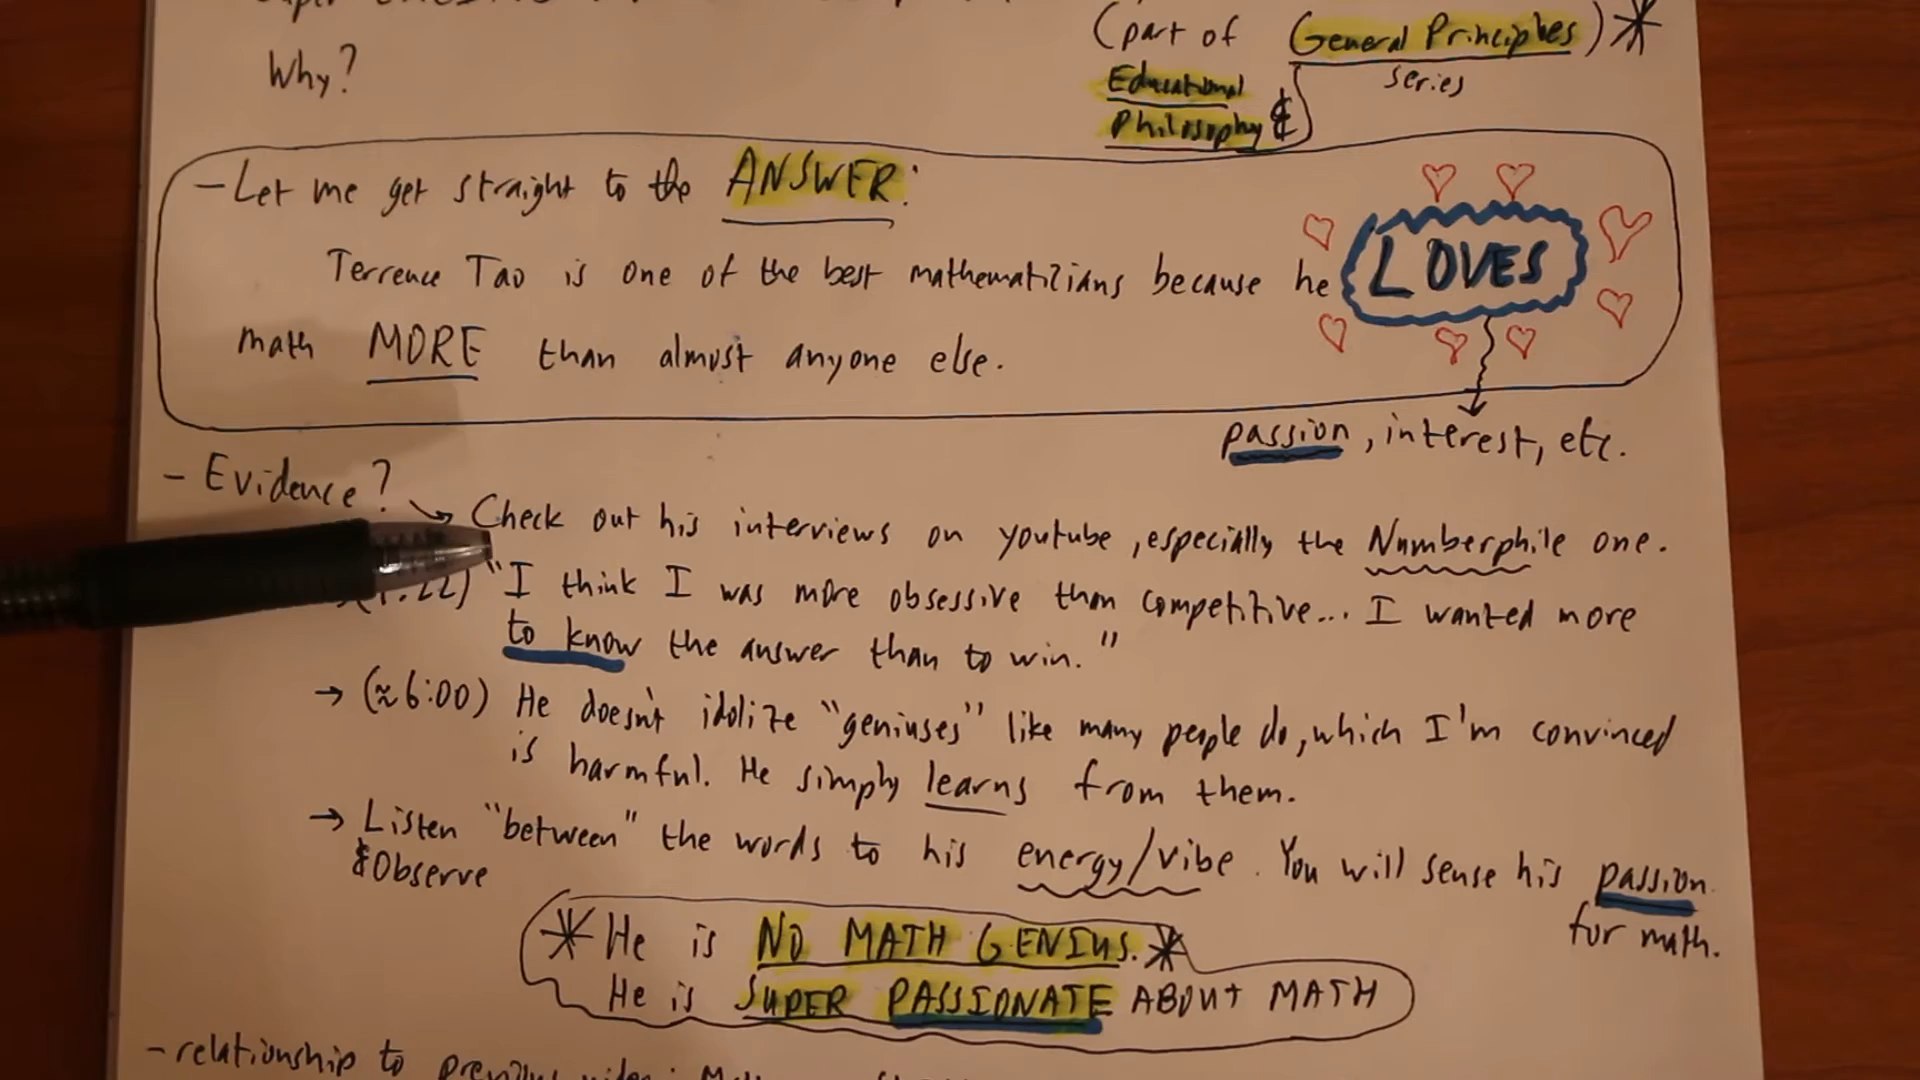 Why?
(part of General Principles) *
Educational series
Philosophy &
- Let me get straight to the ANSWER:
Terrence Tao is one of the best mathematicians because he LOVES
math MORE than almost anyone else.
passion, interest, etc.
- Evidence?
Check out his interviews on youtube, especially the Numberphile one.
"I think I was more obsessive than competitive... I wanted more
to know the answer than to win."
→ (≈6:00) He doesn't idolize "geniuses" like many people do, which I'm convinced
is harmful. He simply learns from them.
→ Listen "between" the words to his energy/vibe. You will sense his passion
& Observe
for math.
* He is NO MATH GENIUS. *
He is SUPER PASSIONATE ABOUT MATH
- relationship to previous video: